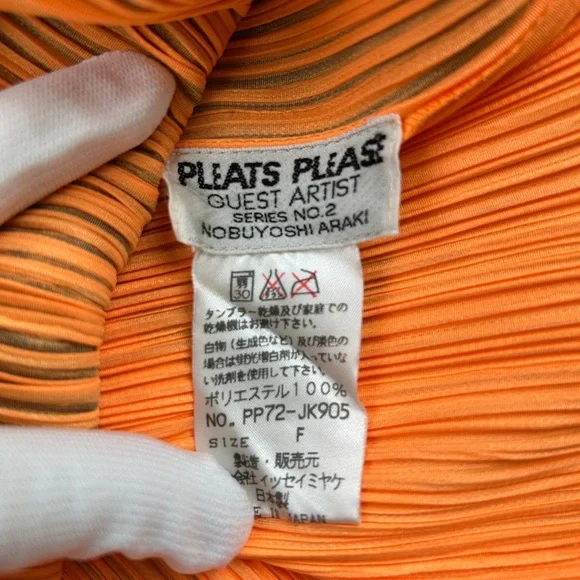 PLEATS PLEASE
GUEST ARTIST
SERIES NO.2
NOBUYOSHI ARAKI
弱
30
タンブラー乾燥及び家庭での
乾燥機はお避け下さい。
白物(生成色など)及び淡色の
場合は蛍光増白剤が入っていな
い洗剤を使用して下さい。
ポリエステル100%
NO. PP72-JK905
SIZE F
製造・販売元
会社イッセイミヤケ
日本製
E IN JAPAN